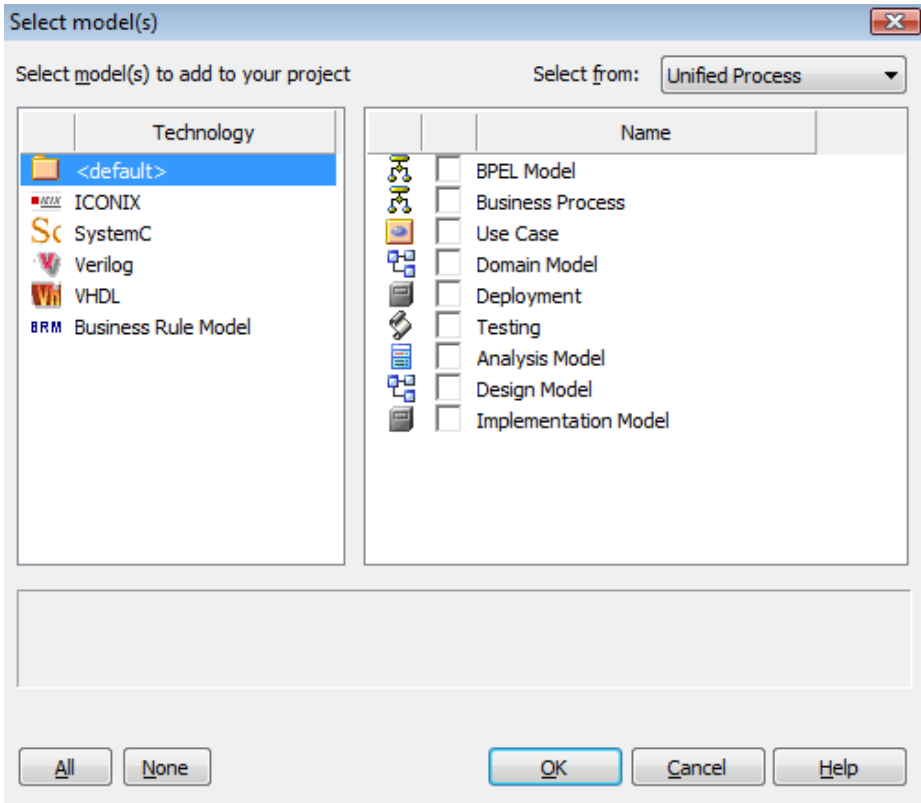 Select model(s)
Select model(s) to add to your project
Select from:
Unified Process
Technology
<default>
ICONIX
SystemC
Verilog
VHDL
BRM Business Rule Model
Name
BPEL Model
Business Process
Use Case
Domain Model
Deployment
Testing
Analysis Model
Design Model
Implementation Model
All
None
OK
Cancel
Help